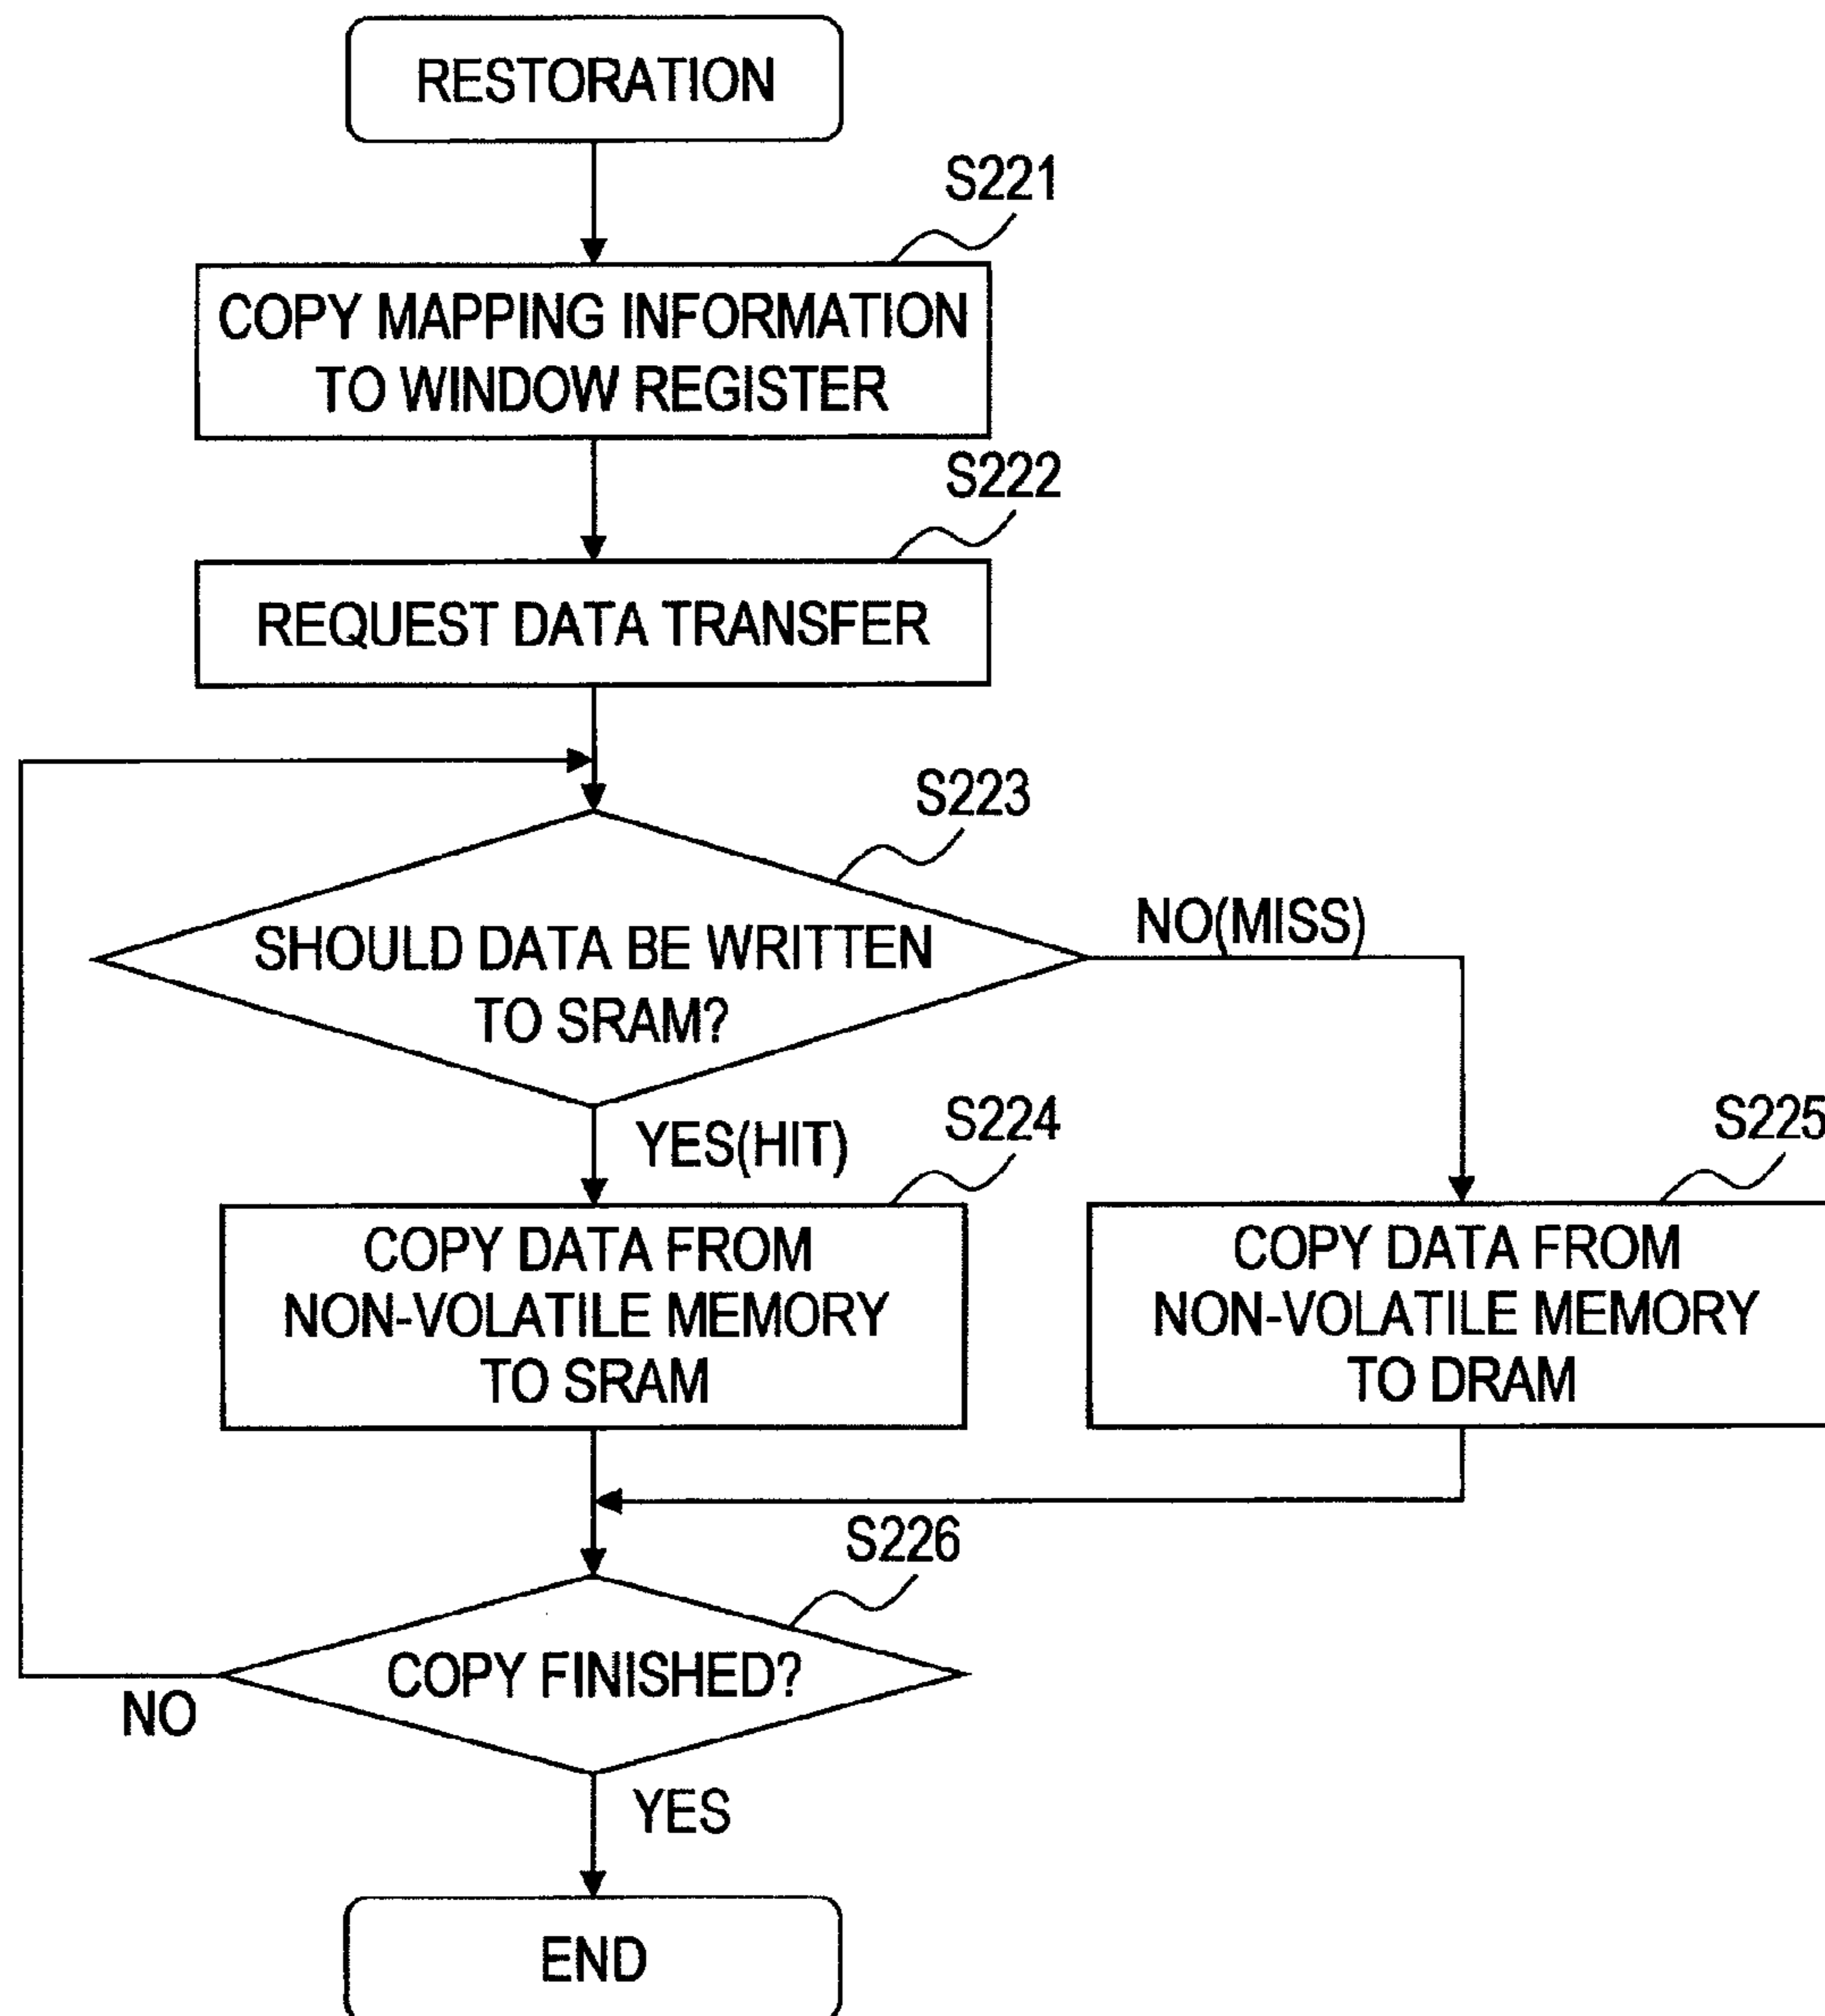 RESTORATION
S221
COPY MAPPING INFORMATION
TO WINDOW REGISTER
S222
REQUEST DATA TRANSFER
S223
SHOULD DATA BE WRITTEN
TO SRAM?
NO(MISS)
YES(HIT)
S224
COPY DATA FROM
NON-VOLATILE MEMORY
TO SRAM
S225
COPY DATA FROM
NON-VOLATILE MEMORY
TO DRAM
S226
COPY FINISHED?
NO
YES
END